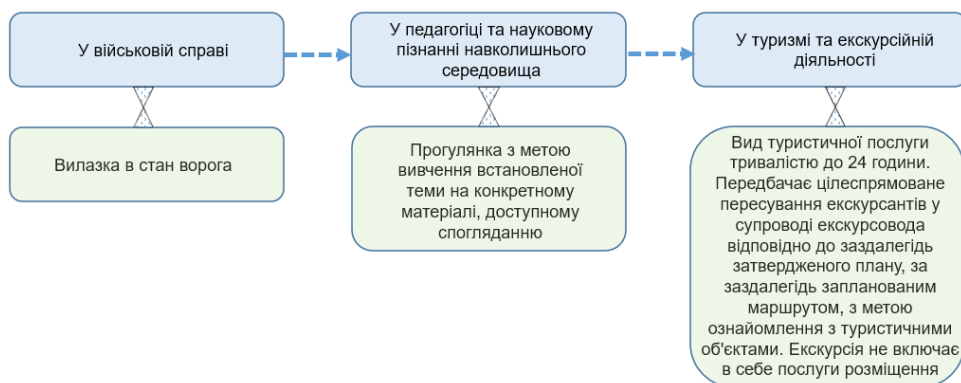 У військовій справі
У педагогіці та науковому
пізнанні навколишнього
середовища
У туризмі та екскурсійній
діяльності
Вилазка в стан ворога
Прогулянка з метою
вивчення встановленої
теми на конкретному
матеріалі, доступному
спогляданню
Вид туристичної послуги
тривалістю до 24 години.
Передбачає цілеспрямоване
пересування екскурсантів у
супроводі екскурсовода
відповідно до заздалегідь
затвердженого плану, за
заздалегідь запланованим
маршрутом, з метою
ознайомлення з туристичними
об'єктами. Екскурсія не включає
в себе послуги розміщення